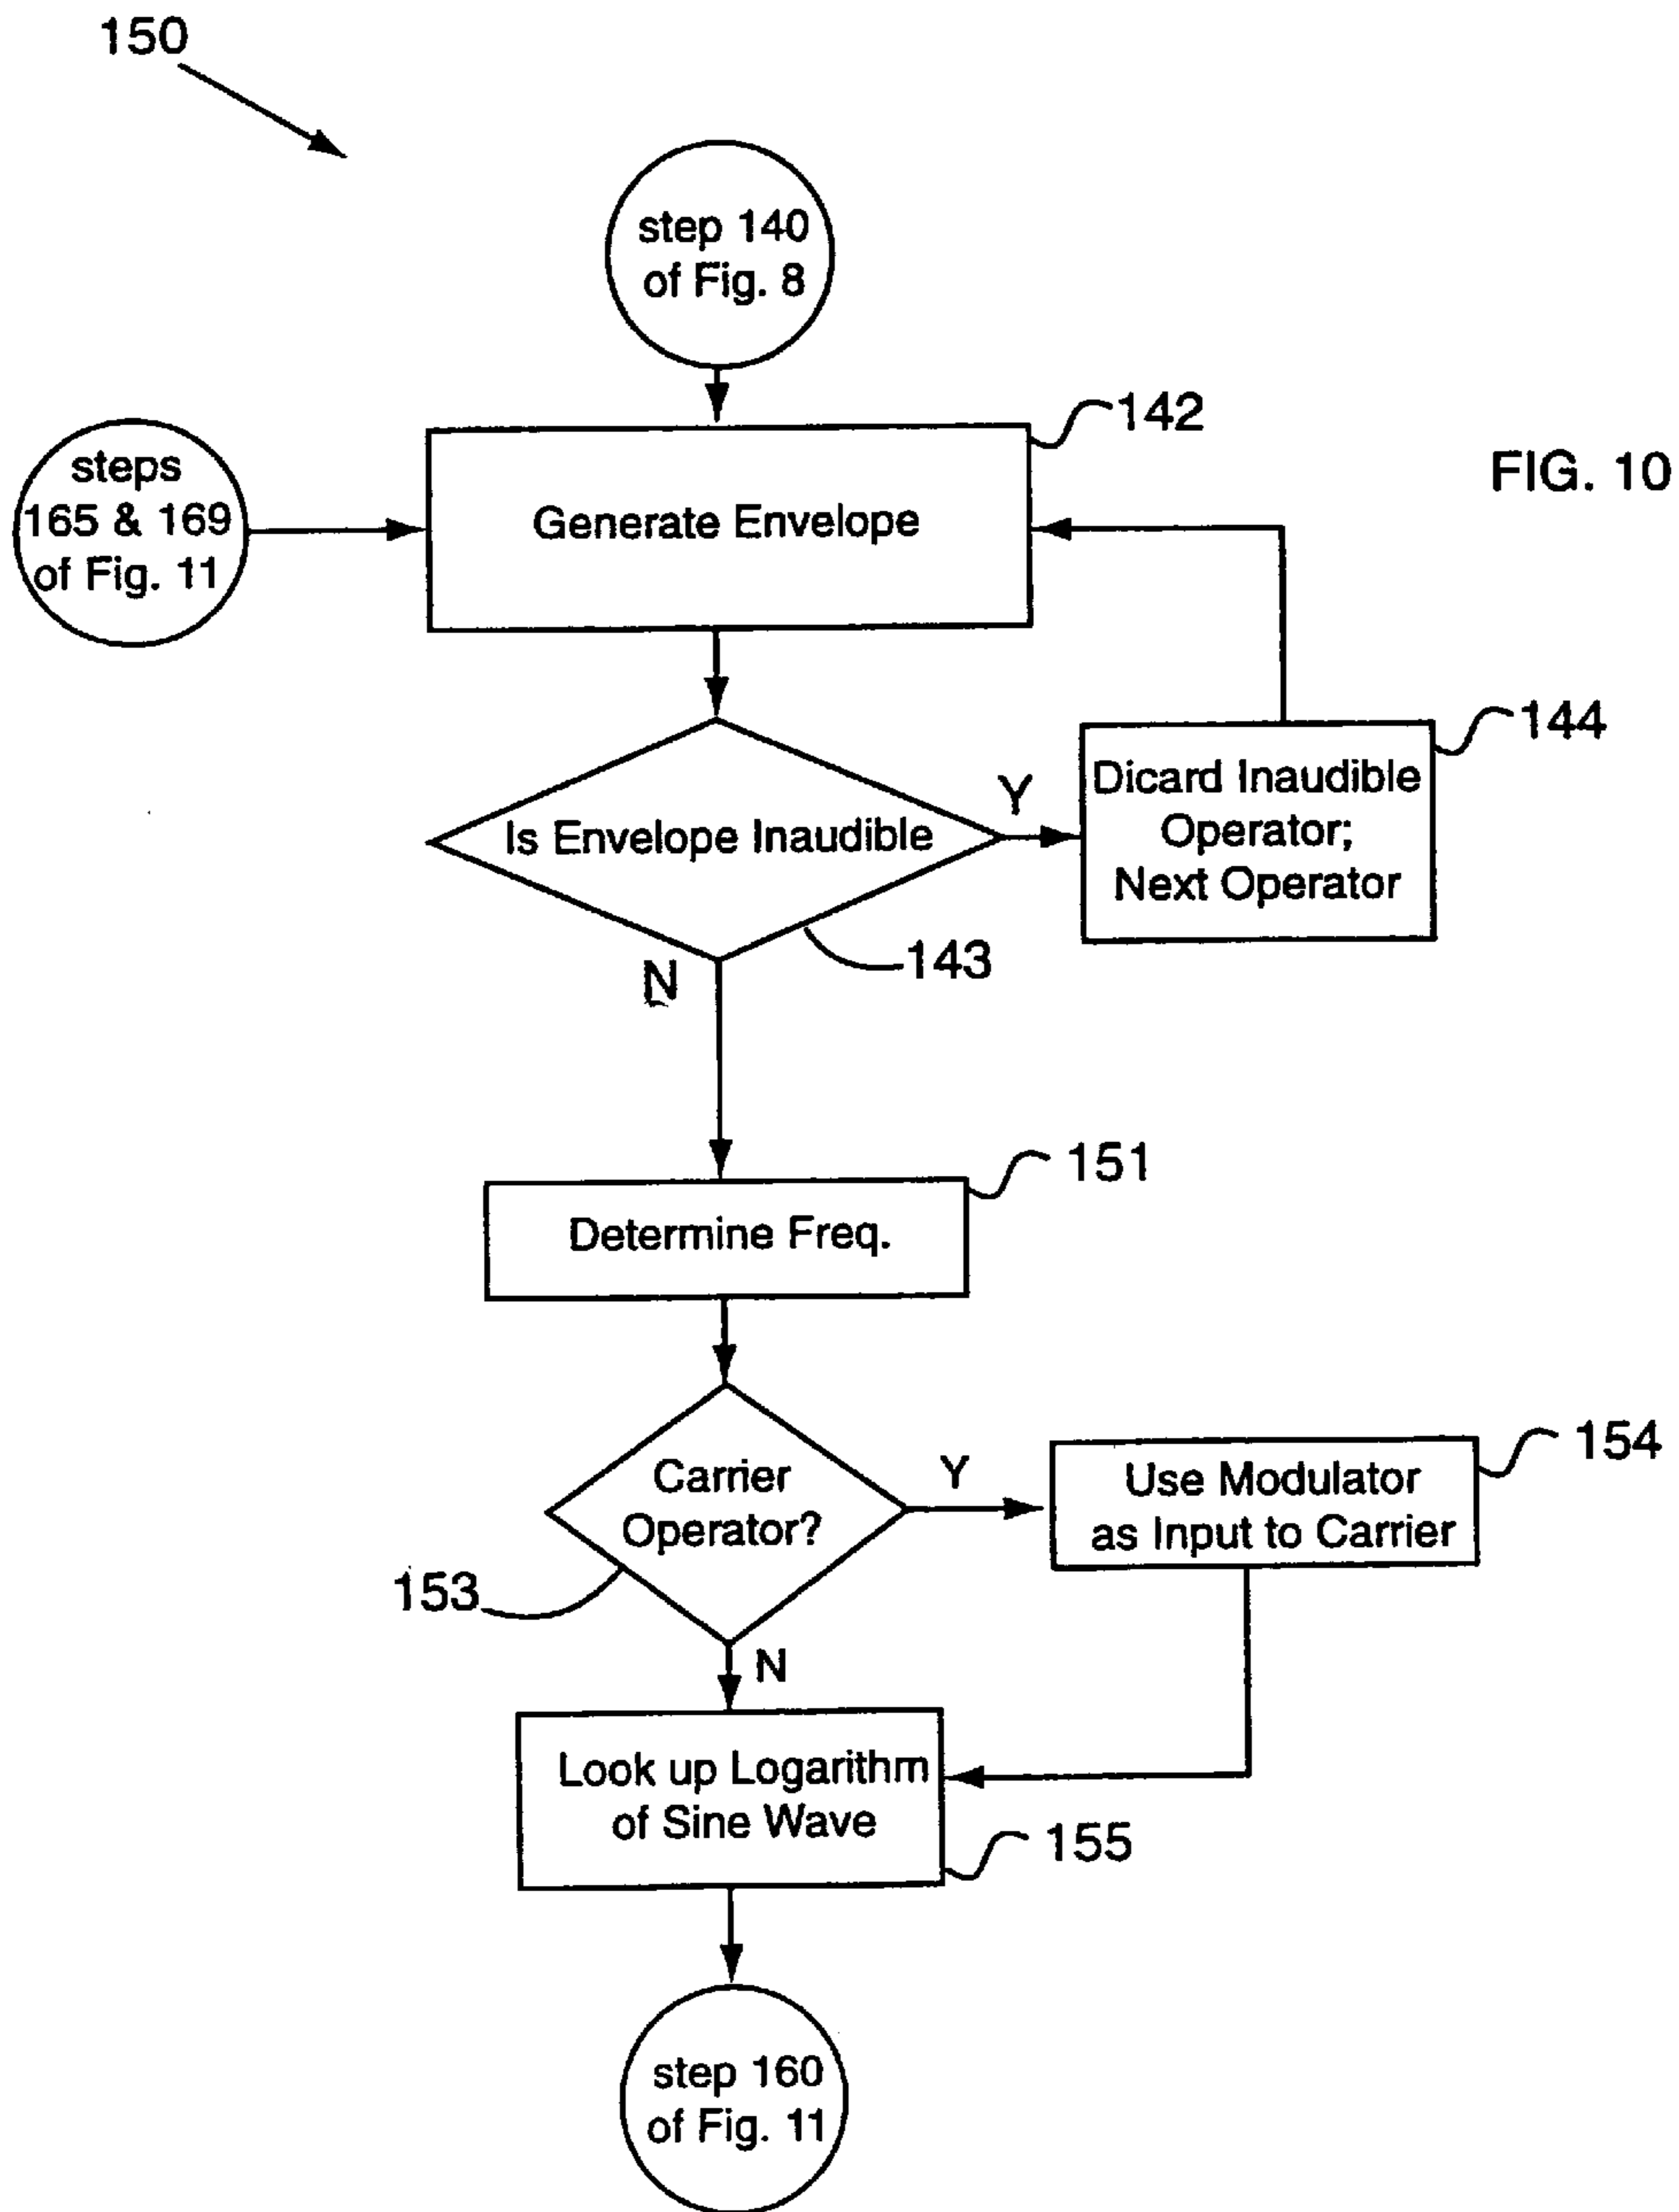 150
step 140
of Fig. 8
142
FIG. 10
steps
165 & 169
of Fig. 11
Generate Envelope
144
Is Envelope Inaudible
Y
Dicard Inaudible
Operator;
Next Operator
143
N
151
Determine Freq.
Carrier
Operator?
Y
154
Use Modulator
as Input to Carrier
153
N
Look up Logarithm
of Sine Wave
155
step 160
of Fig. 11